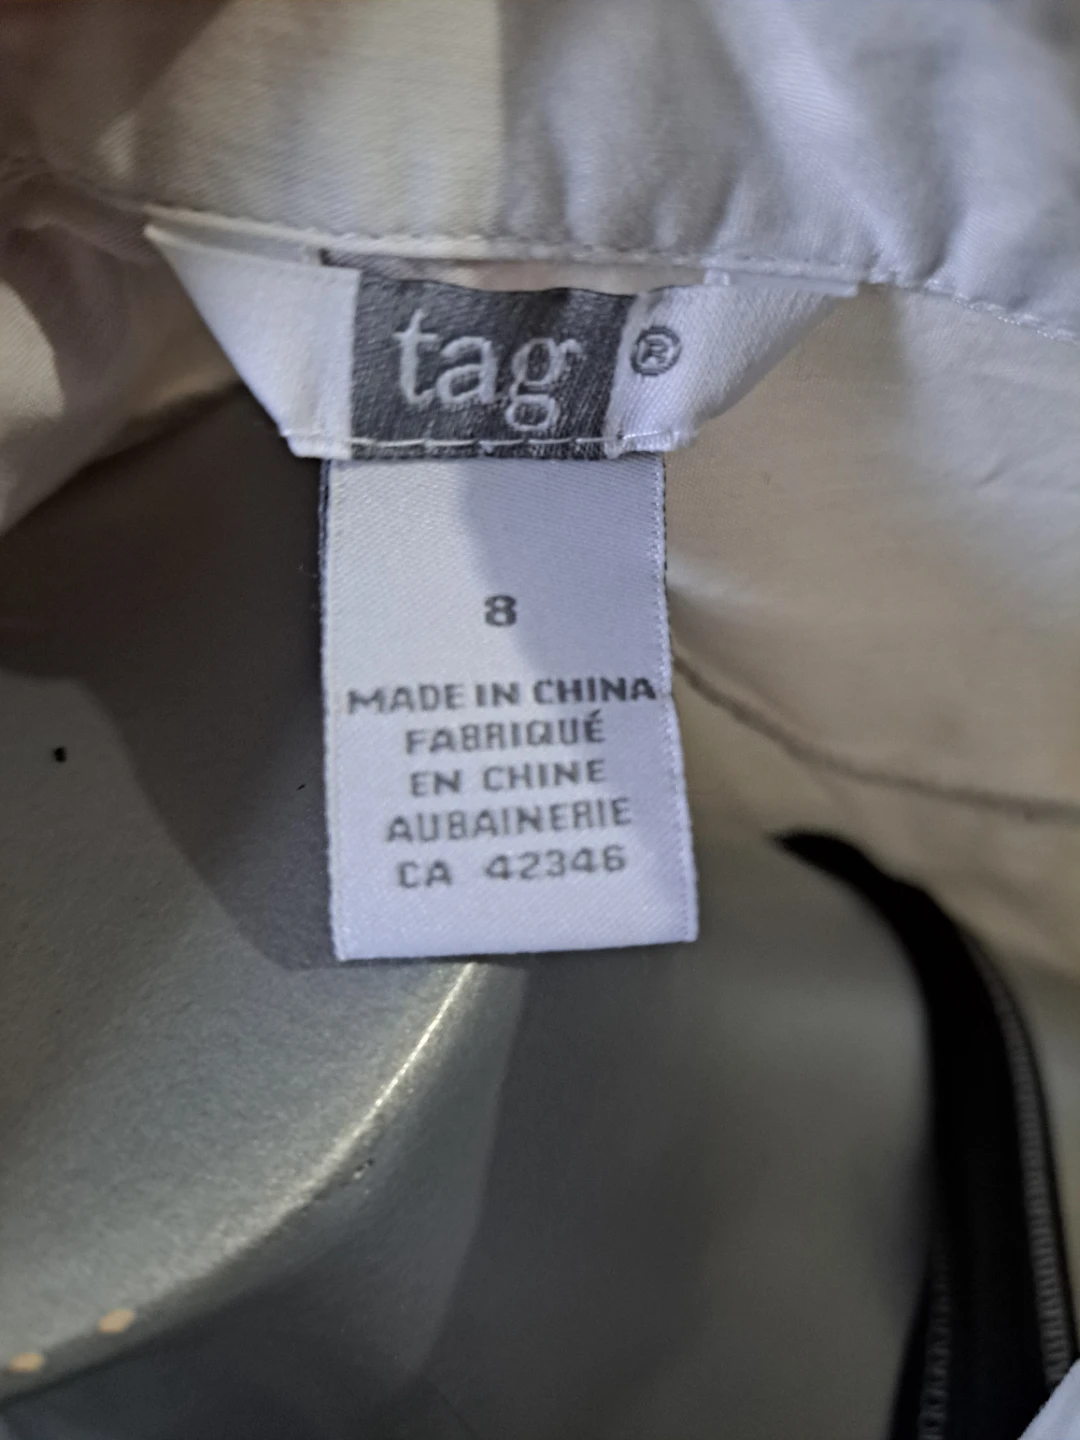 tag ®
8
MADE IN CHINA
FABRIQUÉ
EN CHINE
AUBAINERIE
CA 42346